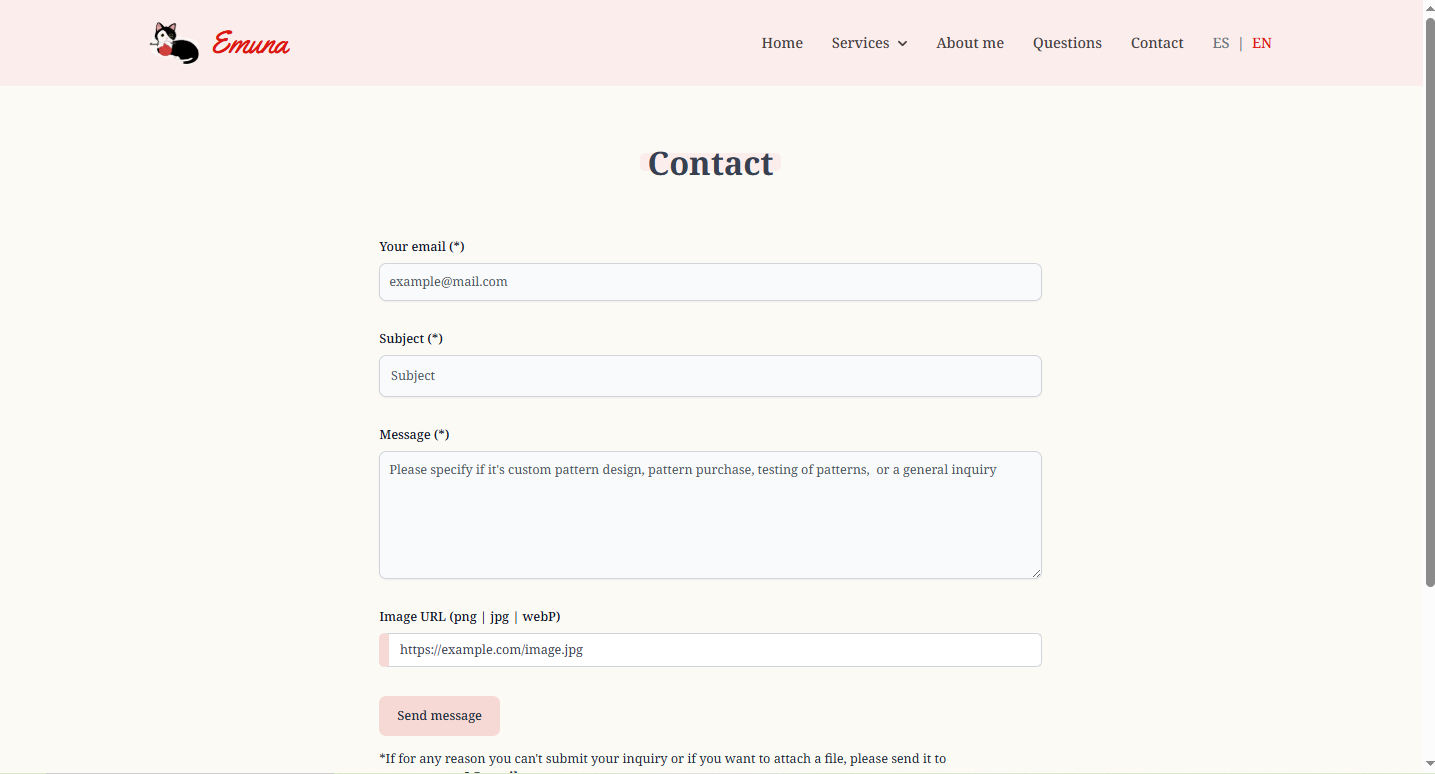 Emuna
Home Services About me Questions Contact ES | EN
Contact
Your email (*)
example@mail.com
Subject (*)
Subject
Message (*)
Please specify if it's custom pattern design, pattern purchase, testing of patterns,  or a general inquiry
Image URL (png | jpg | webP)
https://example.com/image.jpg
Send message
*If for any reason you can't submit your inquiry or if you want to attach a file, please send it to